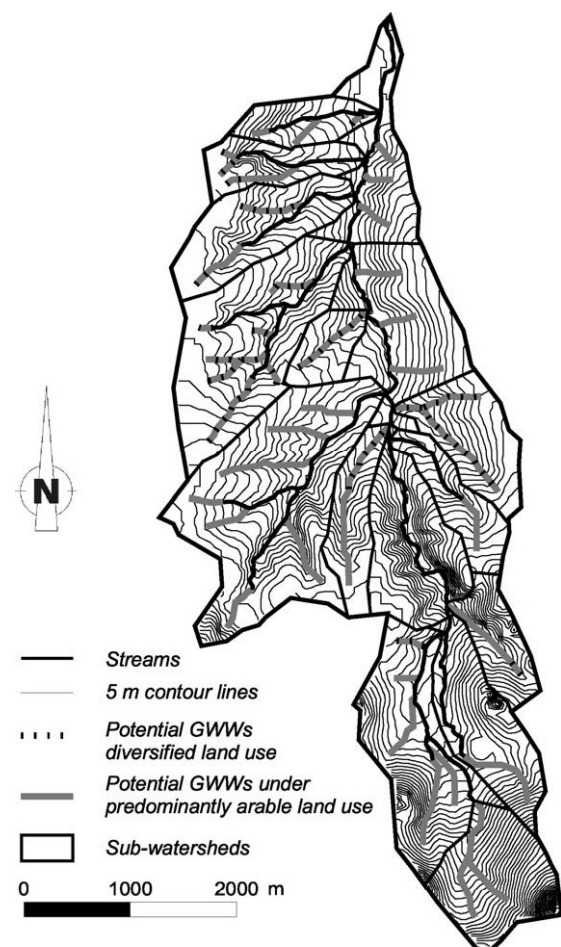 N
Streams
5 m contour lines
Potential GWWs
diversified land use
Potential GWWs under
predominantly arable land use
Sub-watersheds
0 1000 2000 m